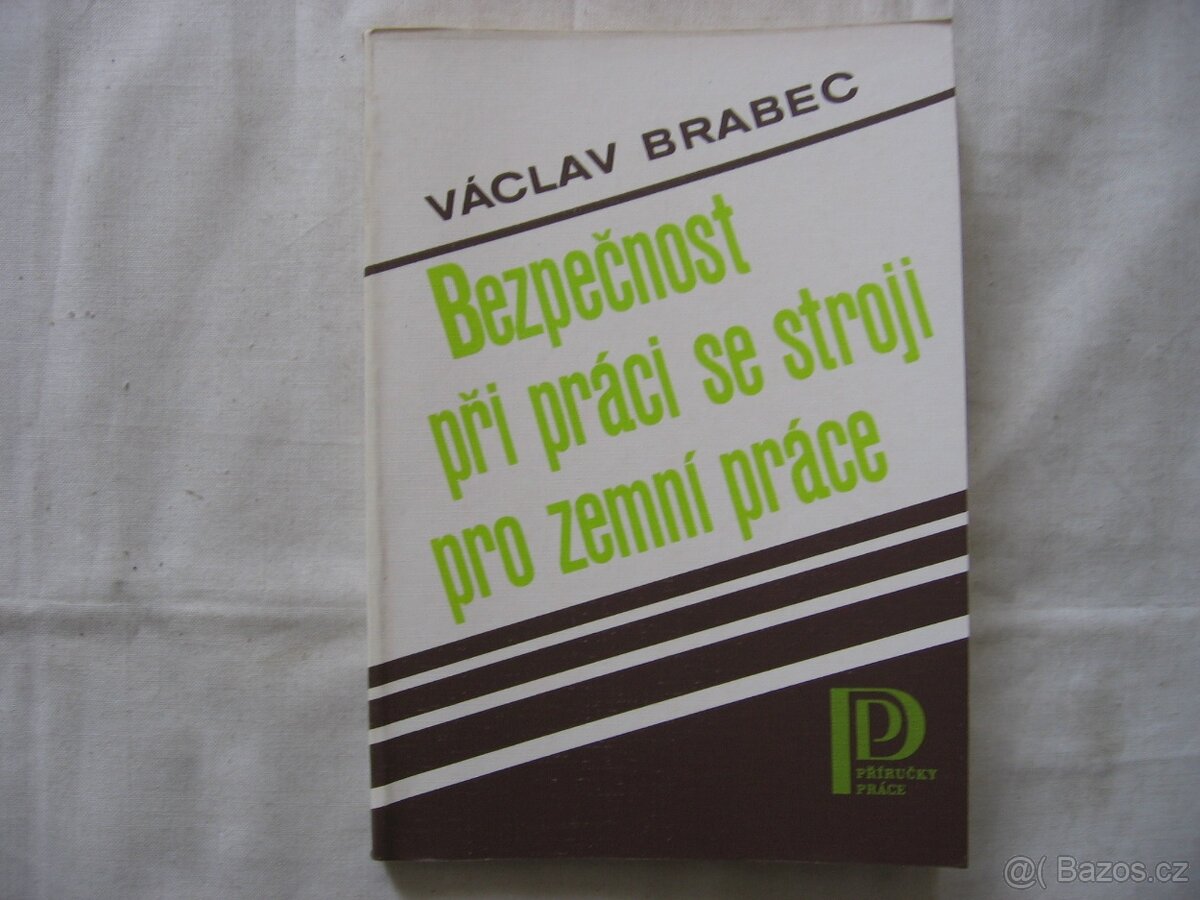 VÁCLAV BRABEC
Bezpečnost
při práci se stroji
pro zemní práce
PŘÍRUČKY
PRÁCE
@( Bazos.cz